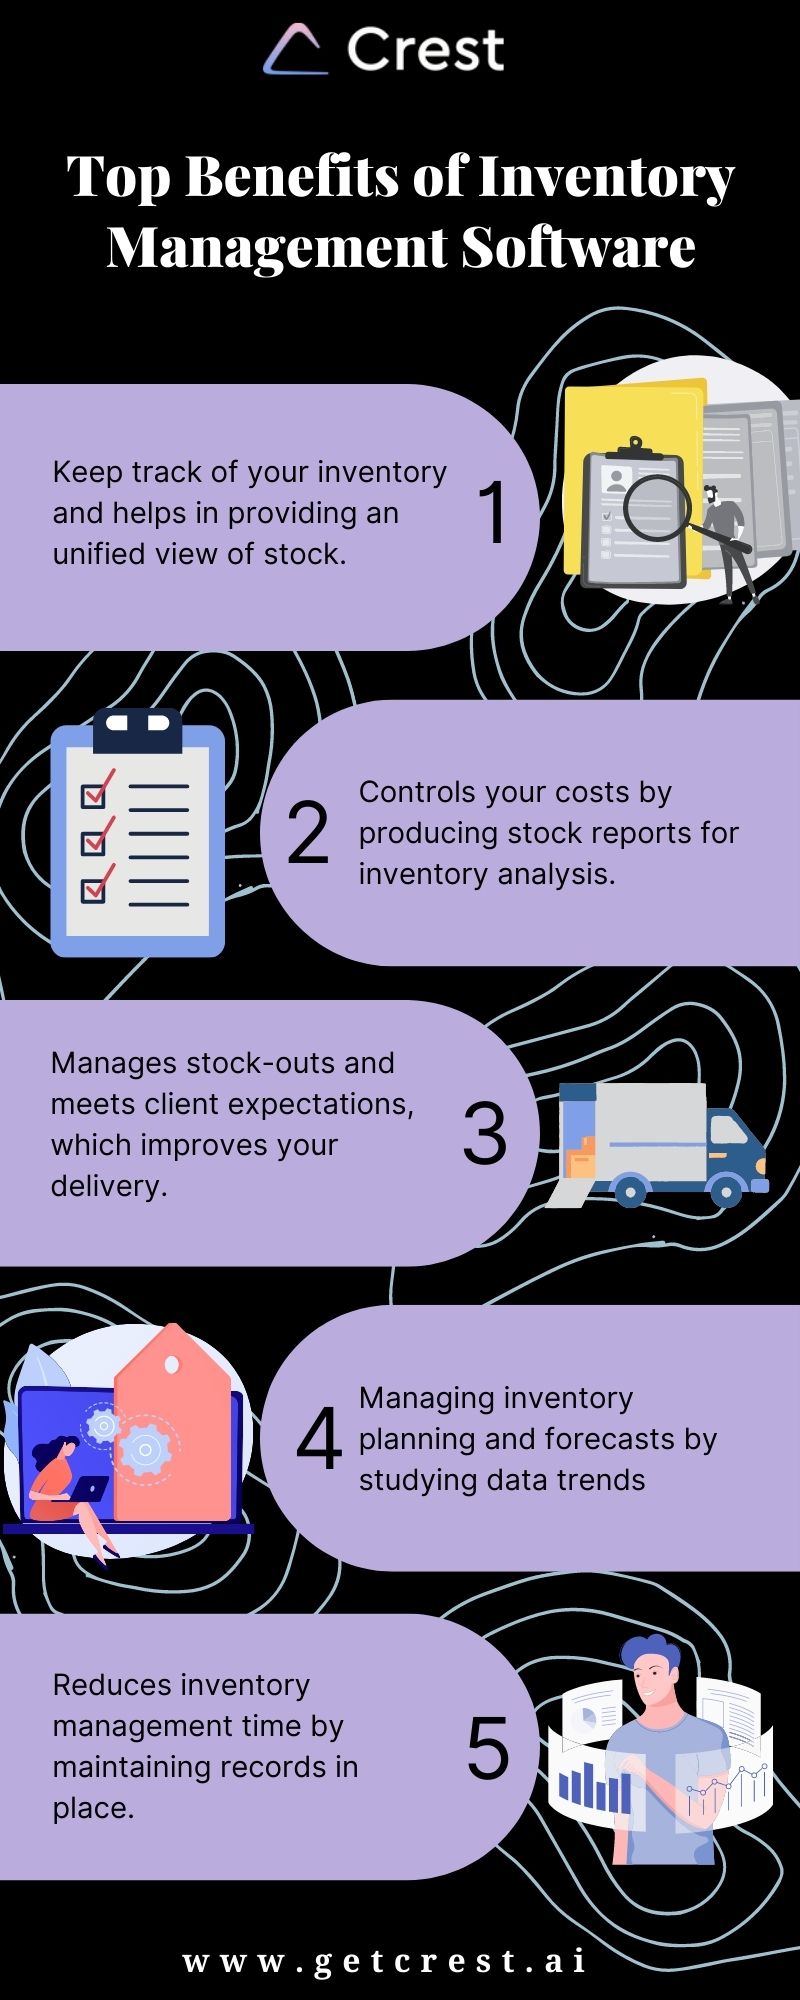 Crest
Top Benefits of Inventory
Management Software
Keep track of your inventory
and helps in providing an
unified view of stock.
1
2
Controls your costs by
producing stock reports for
inventory analysis.
Manages stock-outs and
meets client expectations,
which improves your
delivery.
3
4
Managing inventory
planning and forecasts by
studying data trends
Reduces inventory
management time by
maintaining records in
place.
5
www.getcrest.ai